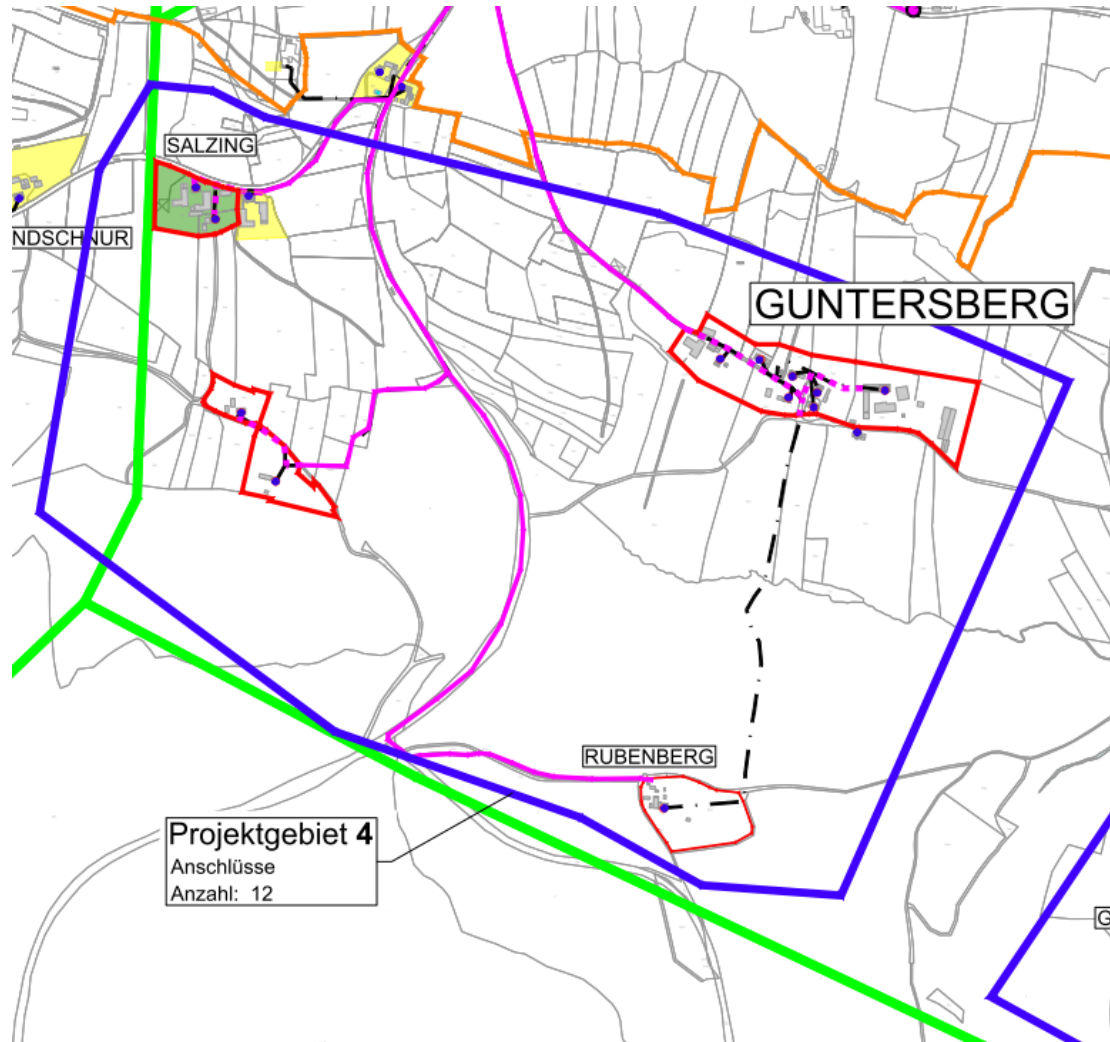 SALZING
NDSCHNUR
GUNTERSBERG
RUBENBERG
Projektgebiet 4
Anschlüsse
Anzahl: 12
G